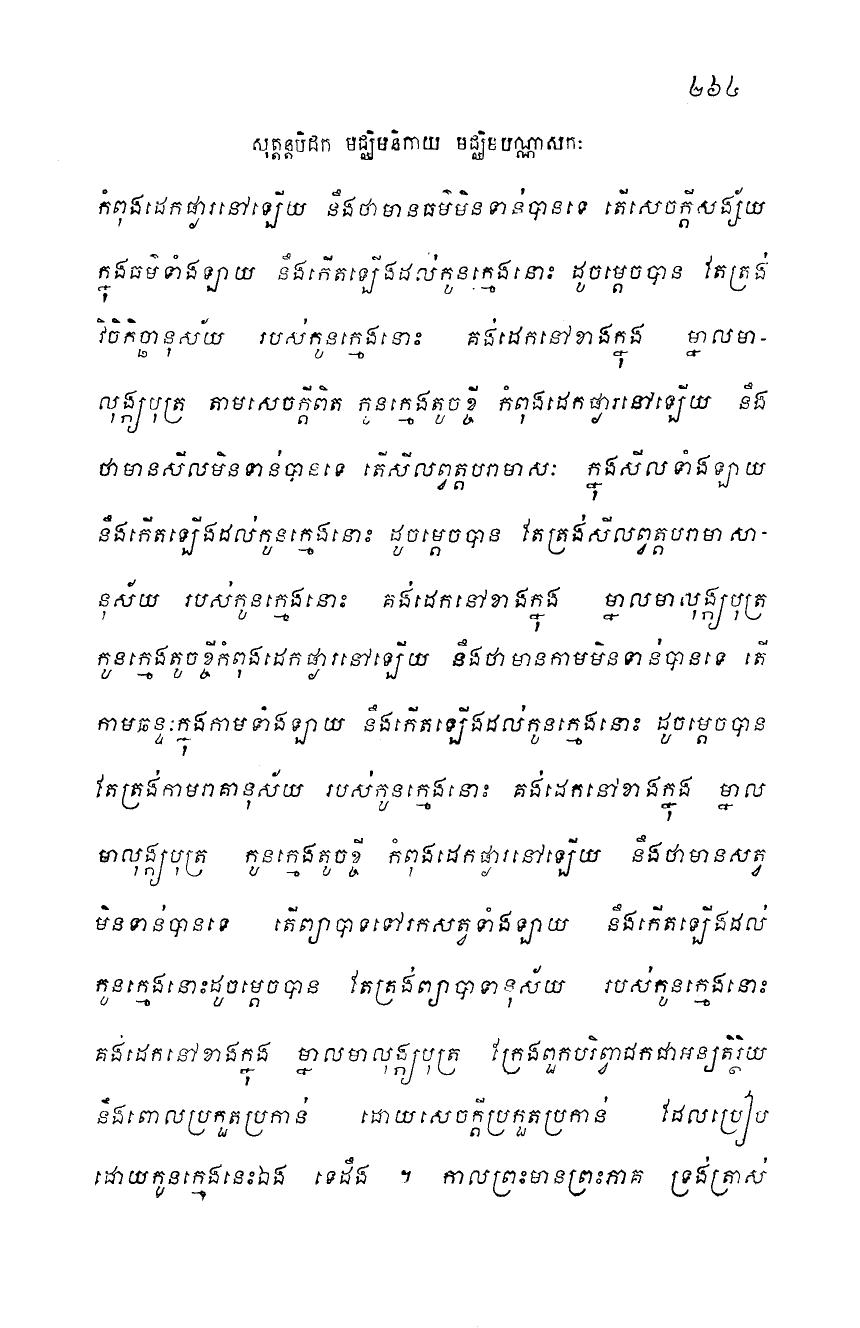 ២៦៤
សុត្តន្តបិដក មជ្ឈិមនិកាយ មជ្ឈិមបណ្ណាសកៈ
កំពុងដេកផ្ងារនៅឡើយ នឹងថាមានធម៌មិនទាន់បានទេ តើសេចក្តីសង្ស័យ
ក្នុងធម៌ទាំងឡាយ នឹងកើតឡើងដល់កូនក្មេងនោះ ដូចម្តេចបាន តែត្រង់
វិចិកិច្ឆានុស័យ របស់កូនក្មេងនោះ គង់ដេកនៅខាងក្នុង ម្នាលមា-
លុង្ក្យបុត្រ តាមសេចក្តីពិត កូនក្មេងតូចខ្ចី កំពុងដេកផ្ងារនៅឡើយ នឹង
ថាមានសីលមិនទាន់បានទេ តើសីលព្វត្តបរាមាសៈ ក្នុងសីលទាំងឡាយ
នឹងកើតឡើងដល់កូនក្មេងនោះ ដូចម្តេចបាន តែត្រង់សីលព្វត្តបរាមាសា-
នុស័យ របស់កូនក្មេងនោះ គង់ដេកនៅខាងក្នុង ម្នាលមាលុង្ក្យបុត្រ
កូនក្មេងតូចខ្ចីកំពុងដេកផ្ងារនៅឡើយ នឹងថាមានកាមមិនទាន់បានទេ តើ
កាមឆន្ទៈក្នុងកាមទាំងឡាយ នឹងកើតឡើងដល់កូនក្មេងនោះ ដូចម្តេចបាន
តែត្រង់កាមរាគានុស័យ របស់កូនក្មេងនោះ គង់ដេកនៅខាងក្នុង ម្នាល
មាលុង្ក្យបុត្រ កូនក្មេងតូចខ្ចី កំពុងដេកផ្ងារនៅឡើយ នឹងថាមានសត្វ
មិនទាន់បានទេ តើព្យាបាទទៅរកសត្វទាំងឡាយ នឹងកើតឡើងដល់
កូនក្មេងនោះដូចម្តេចបាន តែត្រង់ព្យាបាទានុស័យ របស់កូនក្មេងនោះ
គង់ដេកនៅខាងក្នុង ម្នាលមាលុង្ក្យបុត្រ ក្រែងពួកបរិព្វាជកជាអន្យតិរ្ថិយ
នឹងពោលប្រកួតប្រកាន់ ដោយសេចក្តីប្រកួតប្រកាន់ ដែលប្រៀប
ដោយកូនក្មេងនេះឯង ទេដឹង ។ កាលព្រះមានព្រះភាគ ទ្រង់ត្រាស់